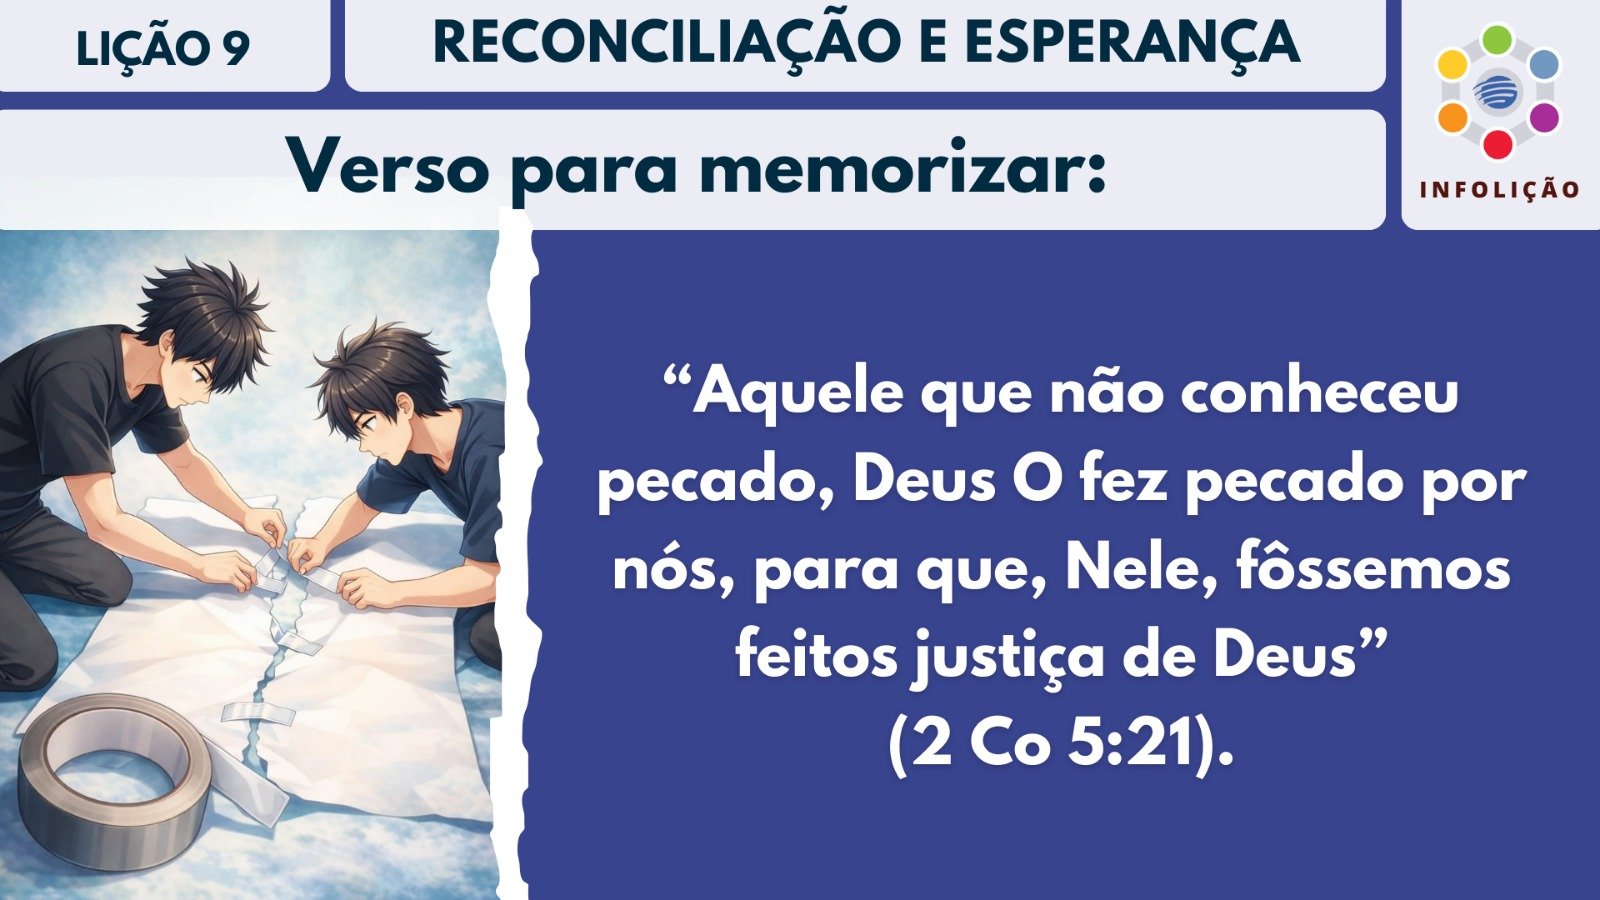 LIÇÃO 9
RECONCILIAÇÃO E ESPERANÇA
INFOLIÇÃO
Verso para memorizar:
“Aquele que não conheceu
pecado, Deus O fez pecado por
nós, para que, Nele, fôssemos
feitos justiça de Deus”
(2 Co 5:21).